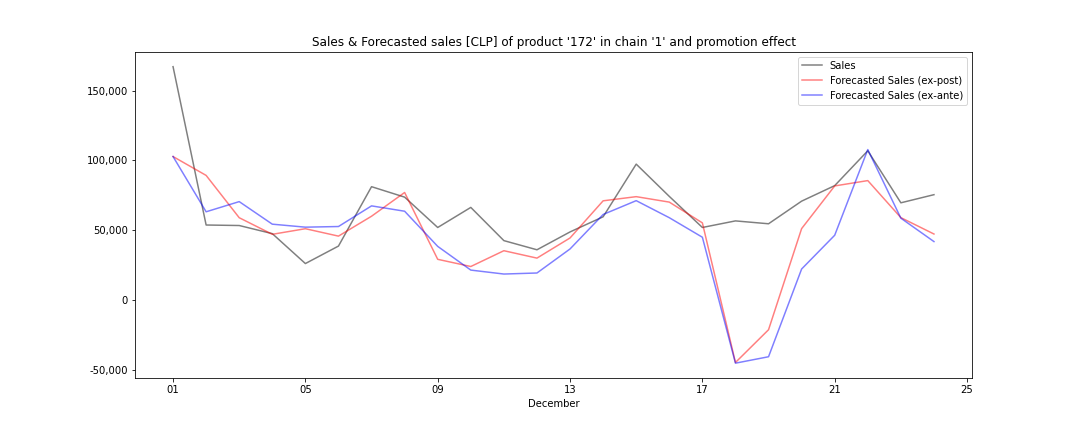 Sales & Forecasted sales [CLP] of product '172' in chain '1' and promotion effect
Sales
Forecasted Sales (ex-post)
Forecasted Sales (ex-ante)
150,000
100,000
50,000
0
-50,000
01 05 09 13 17 21 25
December